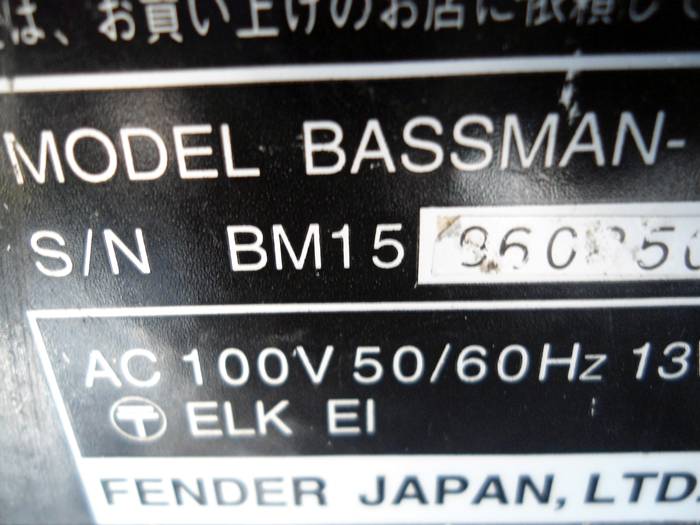 は、お買い上げのお店に依頼して
MODEL BASSMAN-
S/N BM15
AC 100V 50/60Hz 13
T ELK EI
FENDER JAPAN, LTD.